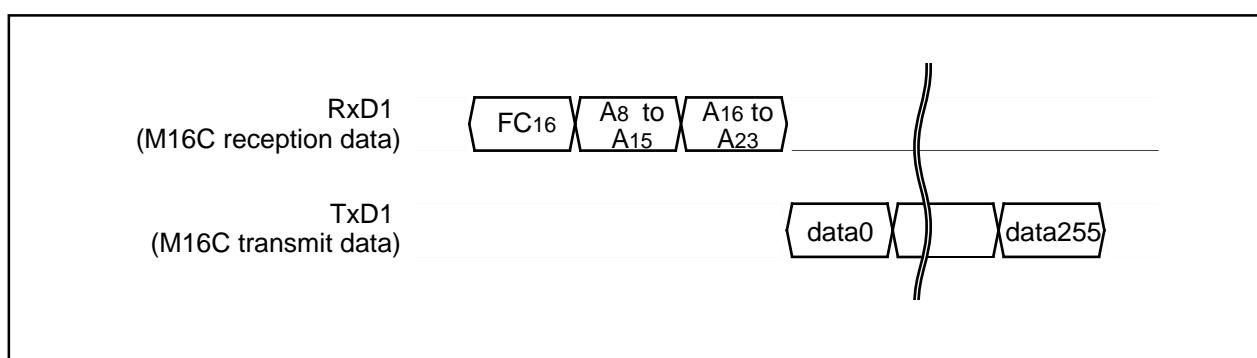 RxD1
(M16C reception data)
FC16
A8 to
A15
A16 to
A23
TxD1
(M16C transmit data)
data0
data255